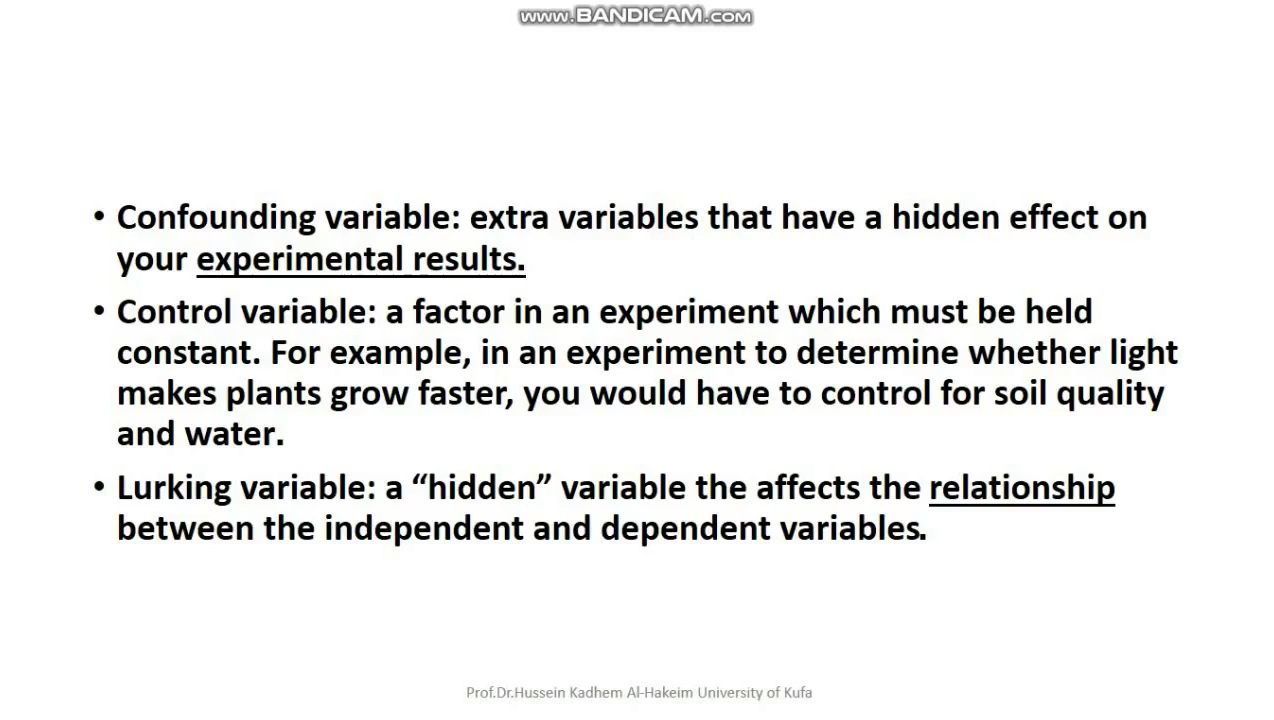 www.BANDICAM.com
• Confounding variable: extra variables that have a hidden effect on
your experimental results.
• Control variable: a factor in an experiment which must be held
constant. For example, in an experiment to determine whether light
makes plants grow faster, you would have to control for soil quality
and water.
• Lurking variable: a “hidden” variable the affects the relationship
between the independent and dependent variables.
Prof.Dr.Hussein Kadhem Al-Hakeim University of Kufa